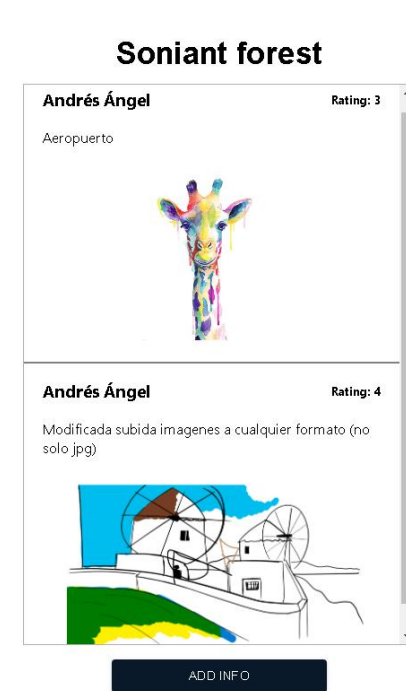 Soniant forest
Andrés Ángel
Rating: 3
Aeropuerto
Andrés Ángel
Rating: 4
Modificada subida imagenes a cualquier formato (no
solo jpg)
ADD INFO